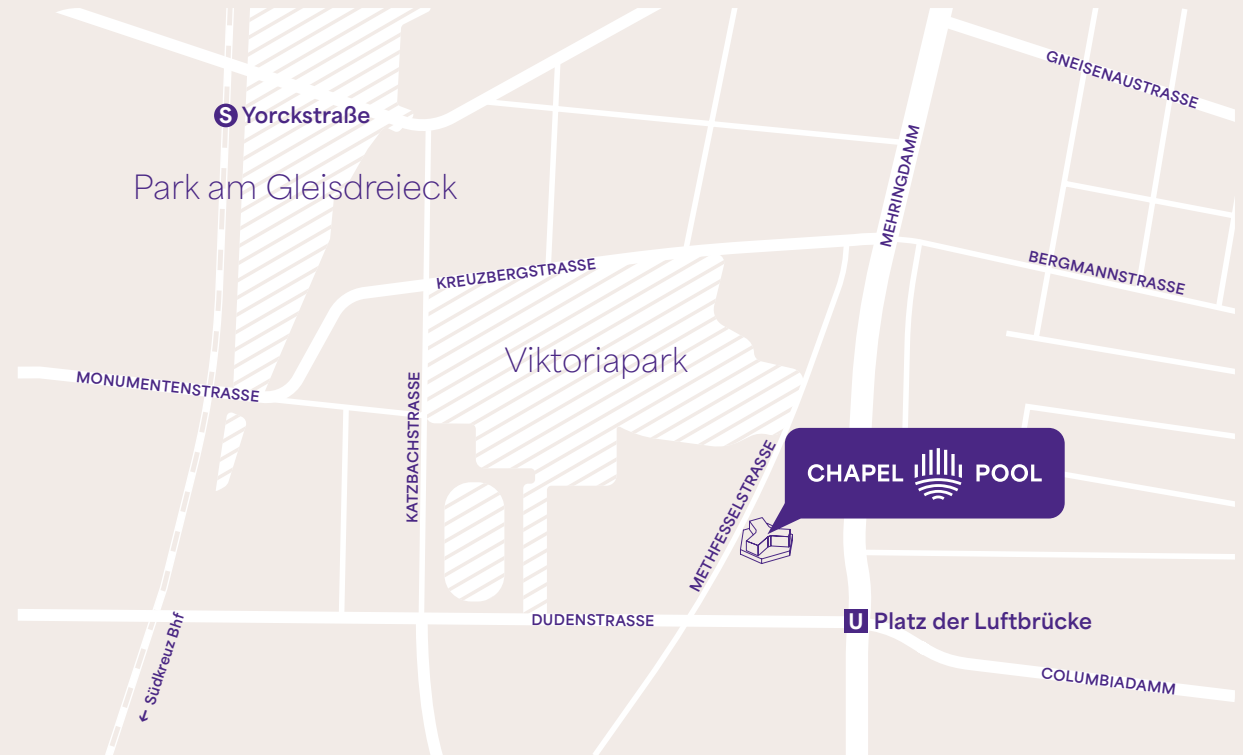 GNEISENAUSTRASSE
S Yorckstraße
MEHRINGDAMM
Park am Gleisdreieck
KREUZBERGSTRASSE
BERGMANNSTRASSE
Viktoriapark
MONUMENTENSTRASSE
KATZBACHSTRASSE
METHFESSELSTRASSE
CHAPEL POOL
DUDENSTRASSE
U Platz der Luftbrücke
← Südkreuz Bhf
COLUMBIADAMM